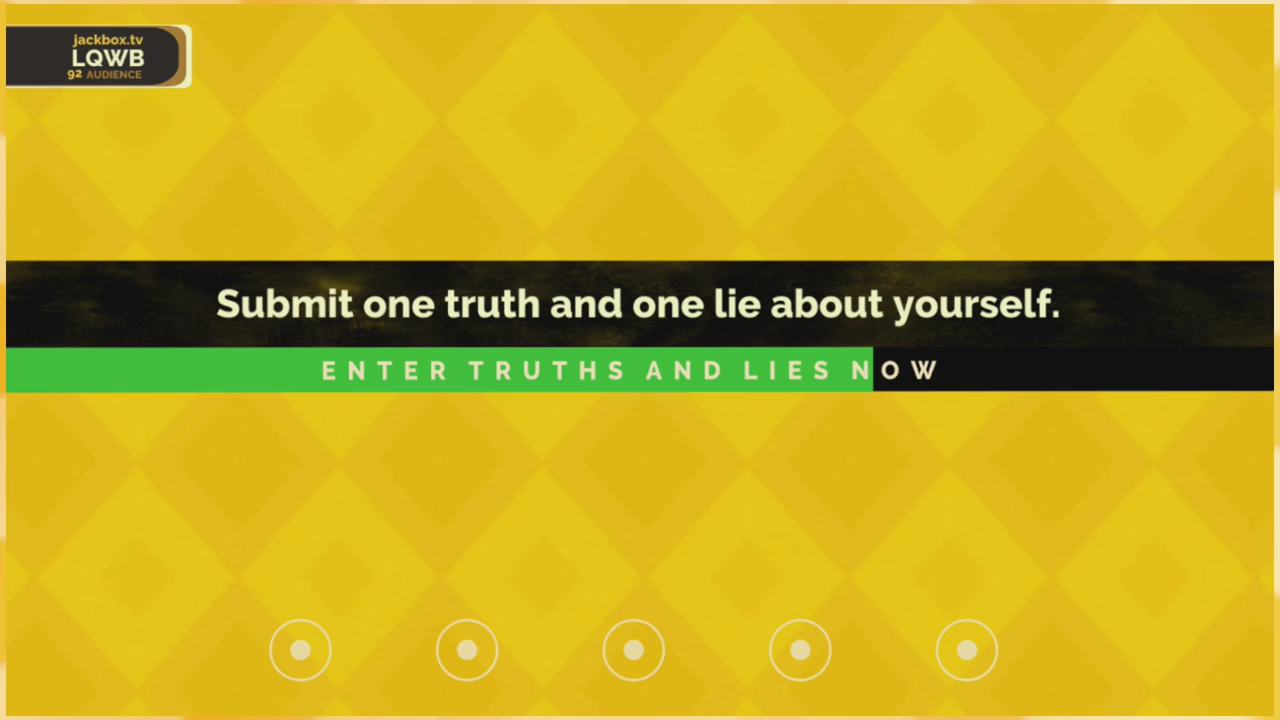 jackbox.tv
LQWB
92 AUDIENCE
Submit one truth and one lie about yourself.
ENTER TRUTHS AND LIES NOW